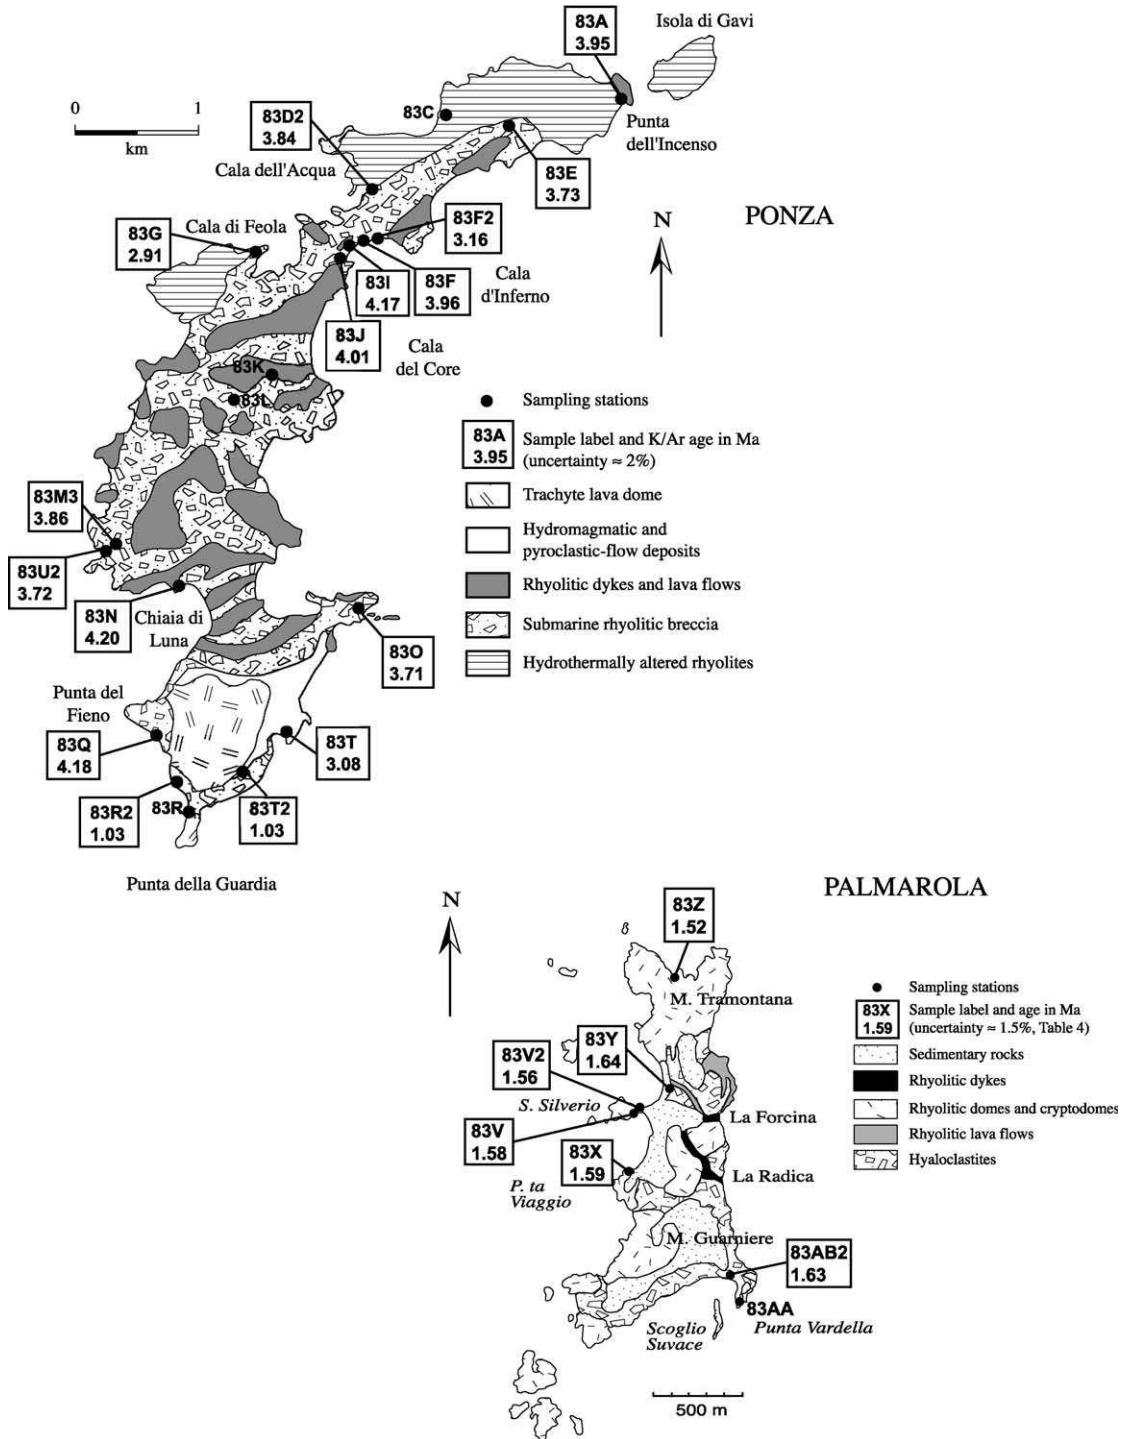 Isola di Gavi
83A
3.95
0
1
km
83D2
3.84
83C
Punta
dell'Incenso
Cala dell'Acqua
83E
3.73
N
PONZA
83G
2.91
Cala di Feola
83F2
3.16
83I
4.17
83F
3.96
Cala
d'Inferno
83J
4.01
Cala
del Core
83K
83L
Sampling stations
83A
3.95
Sample label and K/Ar age in Ma
(uncertainty ≈ 2%)
Trachyte lava dome
Hydromagmatic and
pyroclastic-flow deposits
Rhyolitic dykes and lava flows
Submarine rhyolitic breccia
Hydrothermally altered rhyolites
83M3
3.86
83U2
3.72
83N
4.20
Chiaia di
Luna
83O
3.71
Punta del
Fieno
83Q
4.18
83T
3.08
83R2
1.03
83R
83T2
1.03
Punta della Guardia
PALMAROLA
N
83Z
1.52
M. Tramontana
Sampling stations
83X
1.59
Sample label and age in Ma
(uncertainty ≈ 1.5%, Table 4)
Sedimentary rocks
Rhyolitic dykes
Rhyolitic domes and cryptodomes
Rhyolitic lava flows
Hyaloclastites
83V2
1.56
83Y
1.64
S. Silverio
La Forcina
83V
1.58
83X
1.59
La Radica
P. ta
Viaggio
M. Guarniere
83AB2
1.63
83AA
Scoglio
Suvace
Punta Vardella
500 m